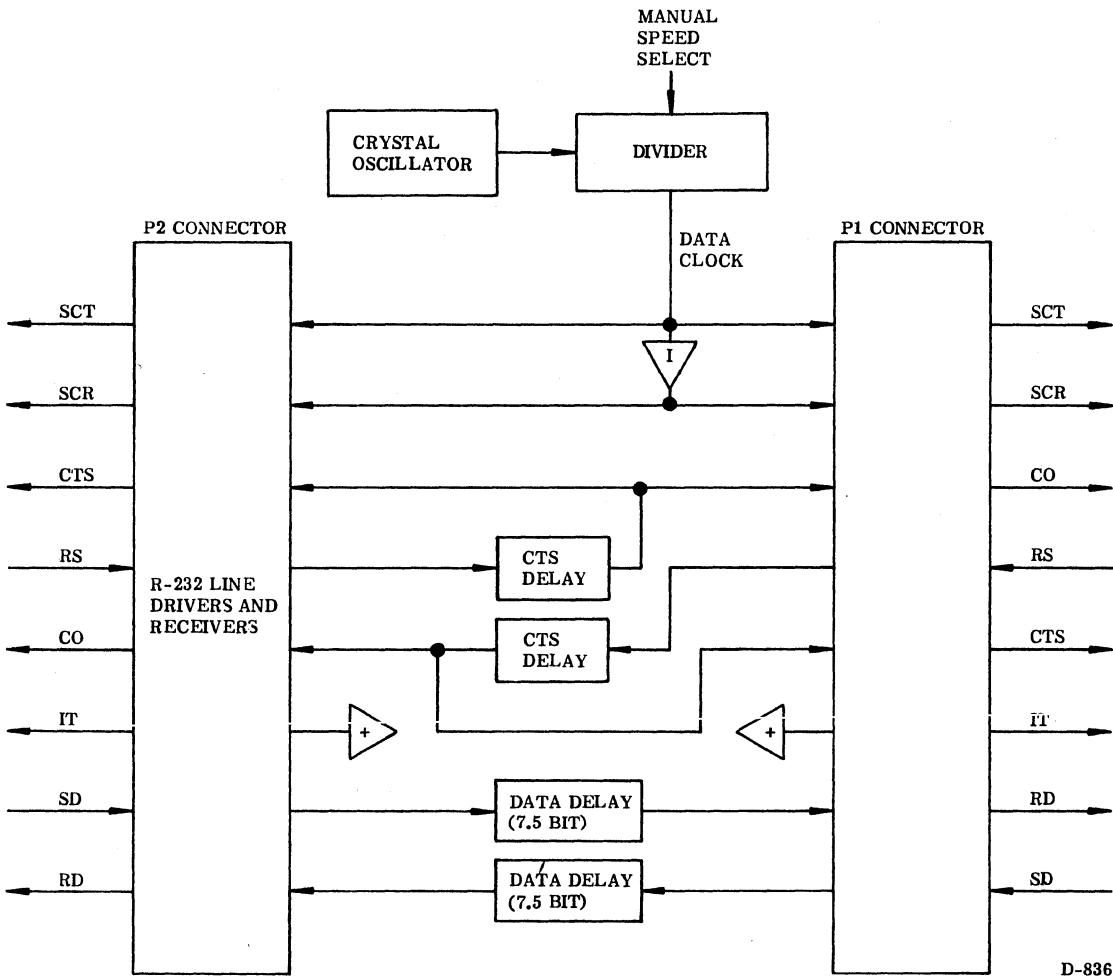 MANUAL
SPEED
SELECT
CRYSTAL
OSCILLATOR
DIVIDER
P2 CONNECTOR
DATA
CLOCK
P1 CONNECTOR
SCT
SCT
I
SCR
SCR
CTS
CO
RS
CTS
DELAY
RS
R-232 LINE
DRIVERS AND
RECEIVERS
CO
CTS
DELAY
CTS
IT
+
+
IT
SD
DATA DELAY
(7.5 BIT)
RD
RD
DATA DELAY
(7.5 BIT)
SD
D-836